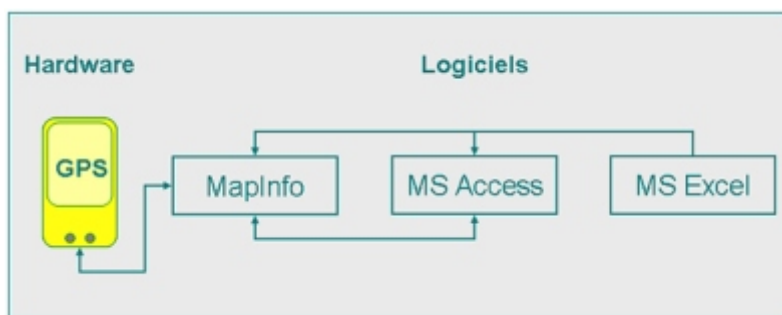 Hardware
Logiciels
GPS
MapInfo
MS Access
MS Excel